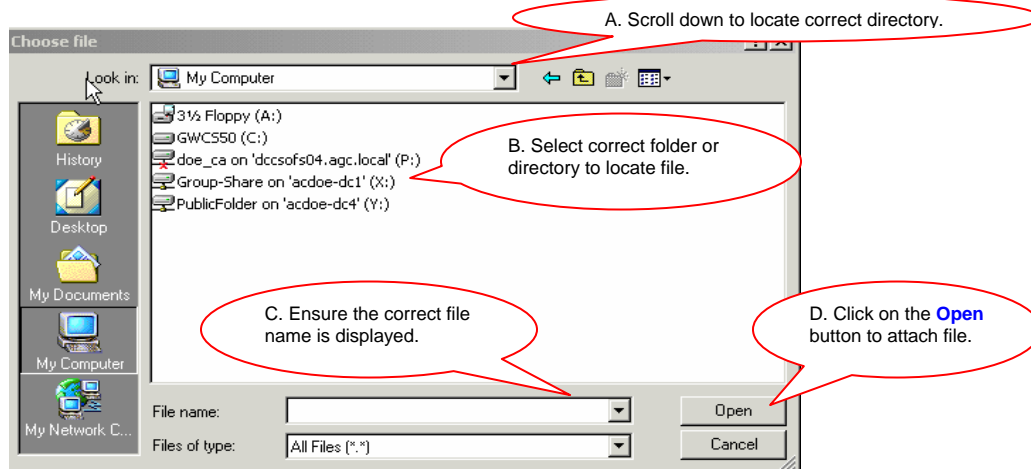 A. Scroll down to locate correct directory.
Choose file
Look in:
My Computer
3½ Floppy (A:)
GWCS50 (C:)
doe_ca on 'dccsofs04.agc.local' (P:)
Group-Share on 'acdoe-dc1' (X:)
PublicFolder on 'acdoe-dc4' (Y:)
B. Select correct folder or
directory to locate file.
History
Desktop
My Documents
My Computer
My Network C...
C. Ensure the correct file
name is displayed.
D. Click on the Open
button to attach file.
File name:
Open
Files of type:
All Files (*.*)
Cancel